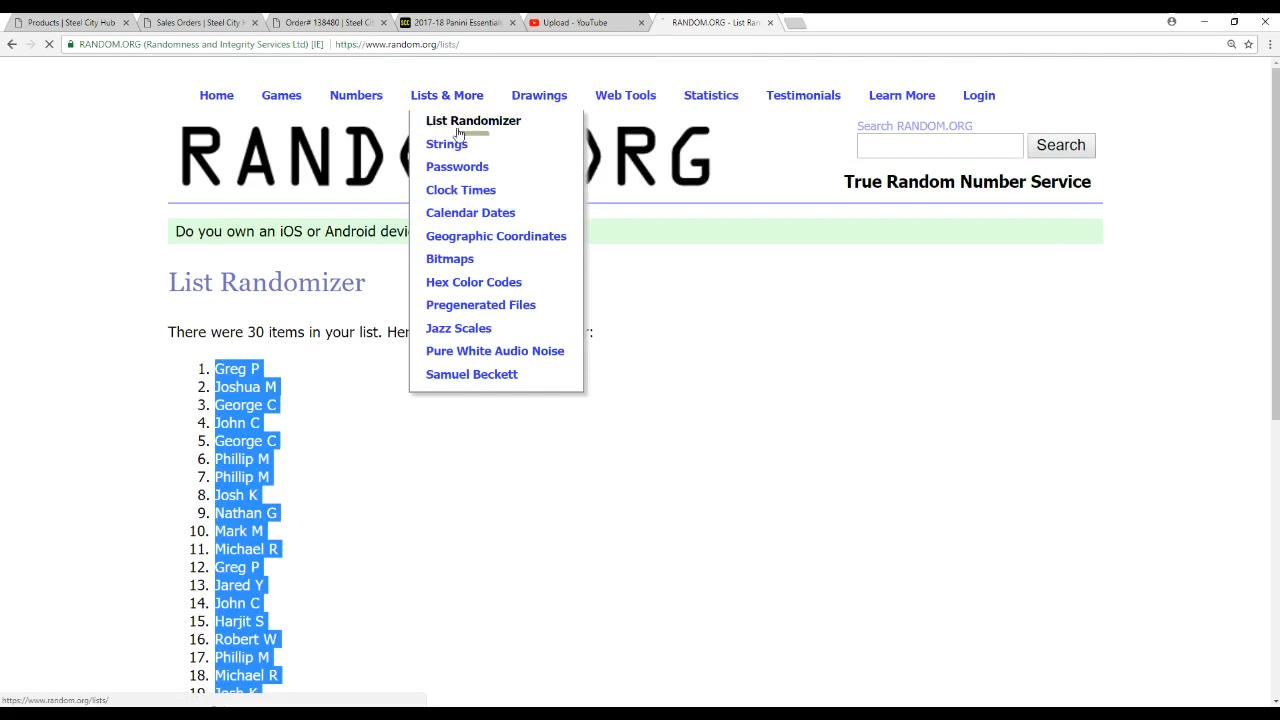 Products | Steel City Hub
Sales Orders | Steel City H
Order# 138480 | Steel Cit
SCC 2017-18 Panini Essentials
Upload - YouTube
RANDOM.ORG - List Ran
RANDOM.ORG (Randomness and Integrity Services Ltd) [IE] https://www.random.org/lists/
Home Games Numbers Lists & More Drawings Web Tools Statistics Testimonials Learn More Login
List Randomizer
Strings
Passwords
Clock Times
Calendar Dates
Geographic Coordinates
Bitmaps
Hex Color Codes
Pregenerated Files
Jazz Scales
Pure White Audio Noise
Samuel Beckett
Search RANDOM.ORG
Search
True Random Number Service
Do you own an iOS or Android devi
List Randomizer
There were 30 items in your list. Her
1. Greg P
2. Joshua M
3. George C
4. John C
5. George C
6. Phillip M
7. Phillip M
8. Josh K
9. Nathan G
10. Mark M
11. Michael R
12. Greg P
13. Jared Y
14. John C
15. Harjit S
16. Robert W
17. Phillip M
18. Michael R
19. Josh K
https://www.random.org/lists/